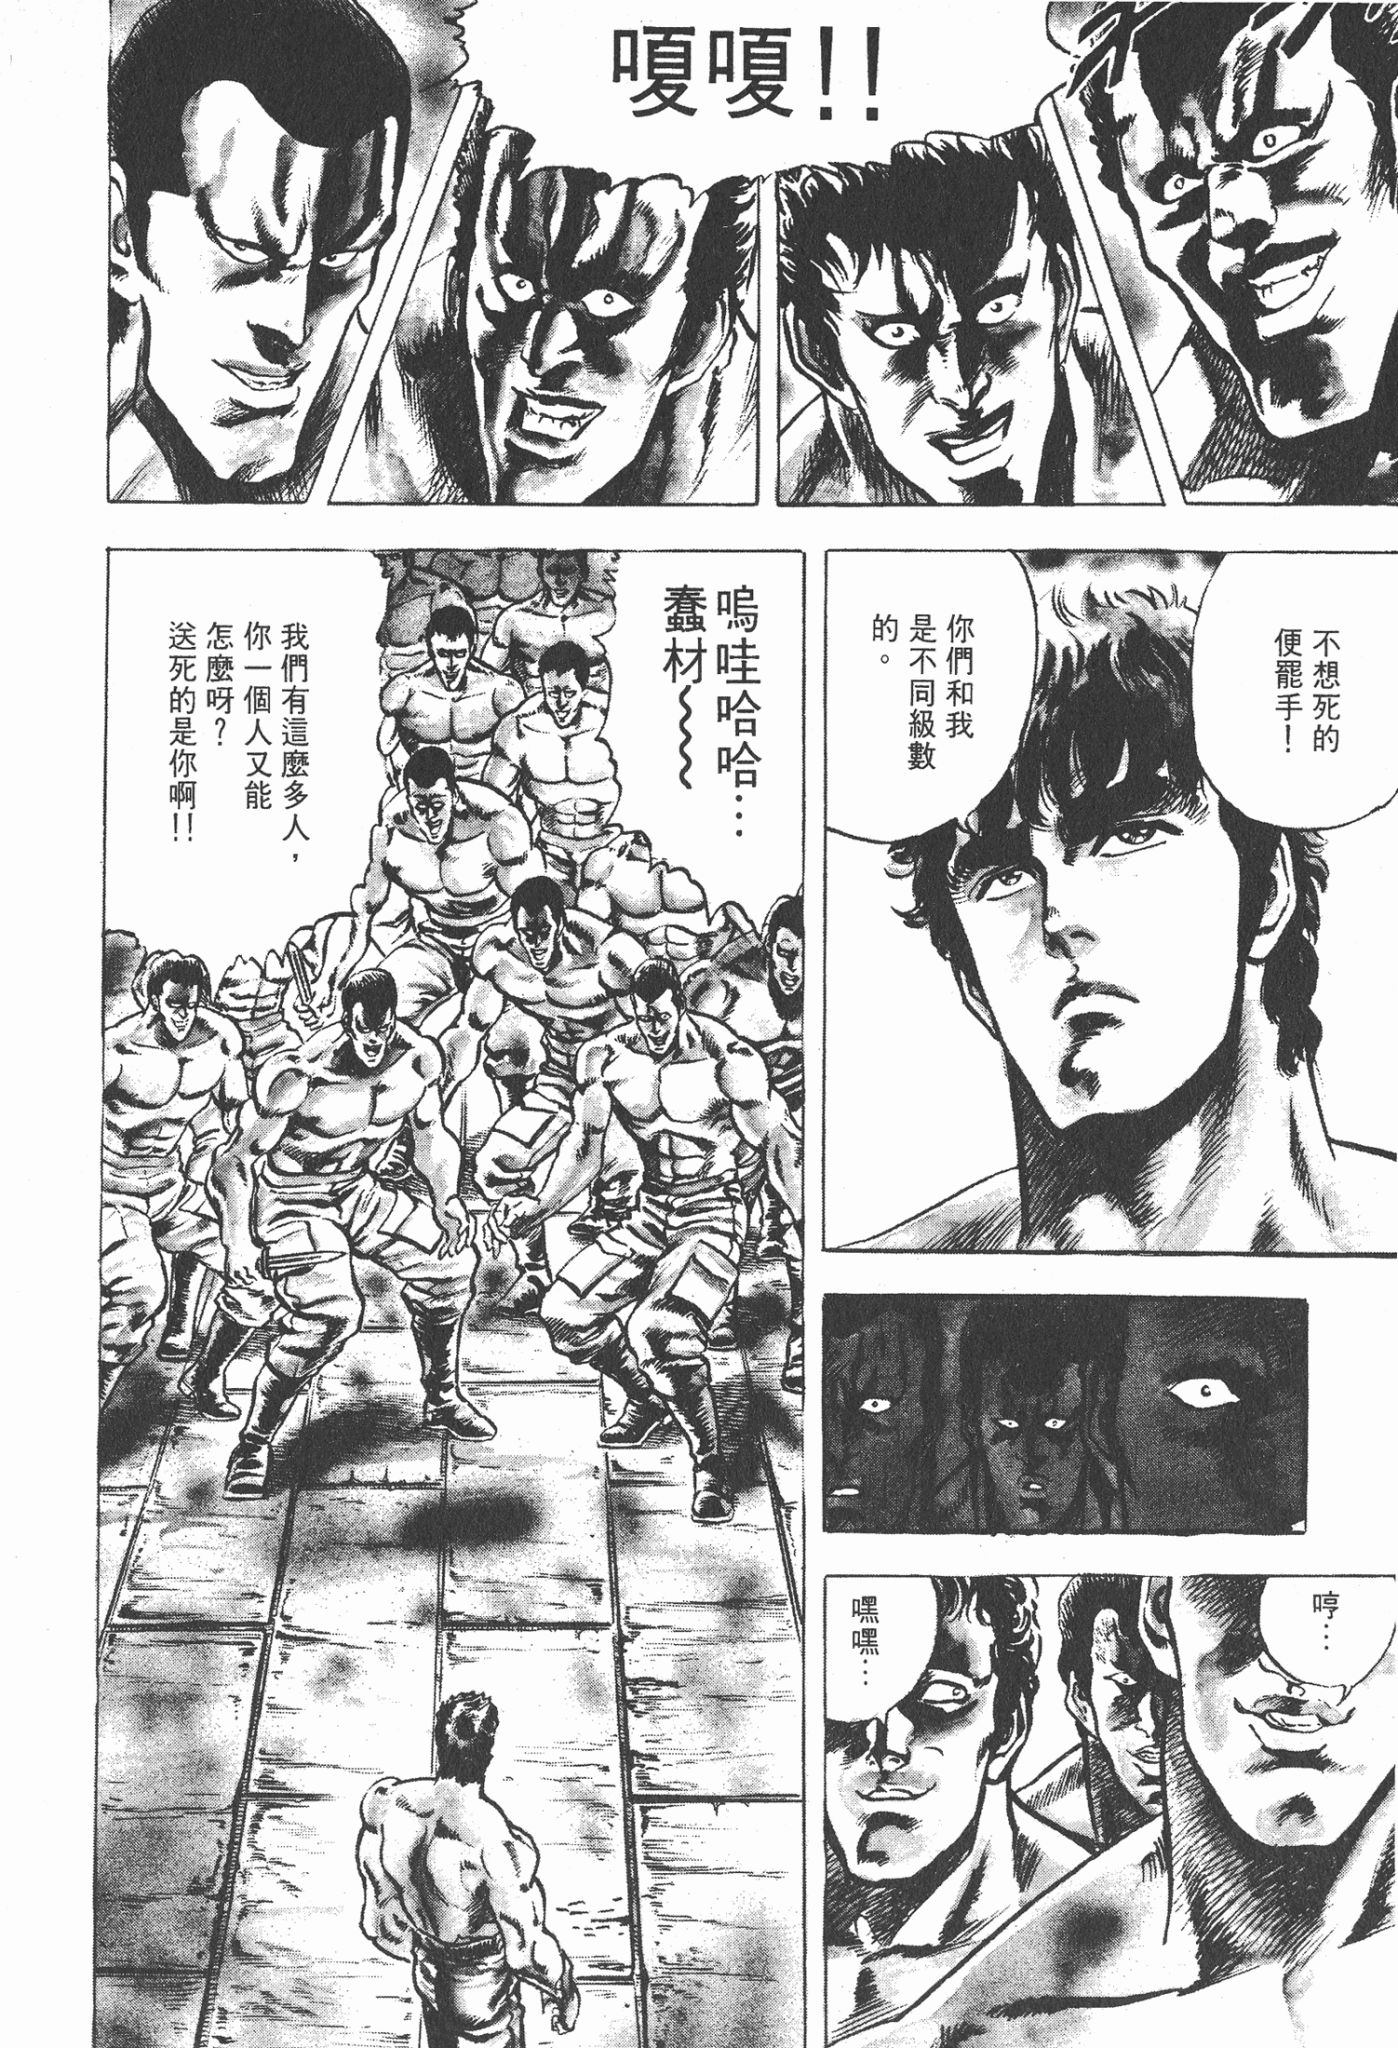 嗄嗄!!
不想死的
便罷手!
你們和我
是不同級數
的。
哼…
嘿嘿…
嗚哇哈哈…
蠢材~~~
我們有這麼多人，
你一個人又能
怎麼呀?
送死的是你啊!!